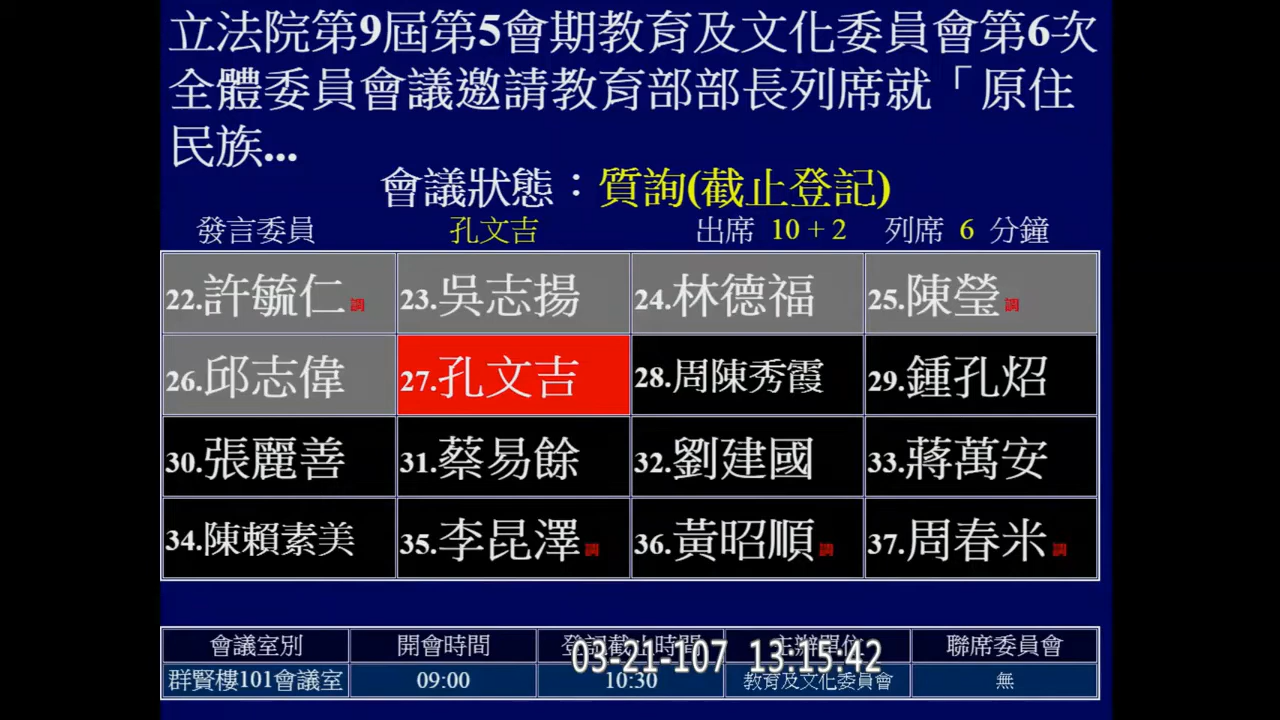 立法院第9屆第5會期教育及文化委員會第6次
全體委員會議邀請教育部部長列席就「原住
民族...
會議狀態：質詢(截止登記)
發言委員 孔文吉 出席 10 + 2 列席 6 分鐘
22.許毓仁調 23.吳志揚 24.林德福 25.陳瑩調
26.邱志偉 27.孔文吉 28.周陳秀霞 29.鍾孔炤
30.張麗善 31.蔡易餘 32.劉建國 33.蔣萬安
34.陳賴素美 35.李昆澤調 36.黃昭順調 37.周春米調
會議室別 開會時間 登記截止時間 主辦單位 聯席委員會
03-21-107 13:15:42
群賢樓101會議室 09:00 10:30 教育及文化委員會 無